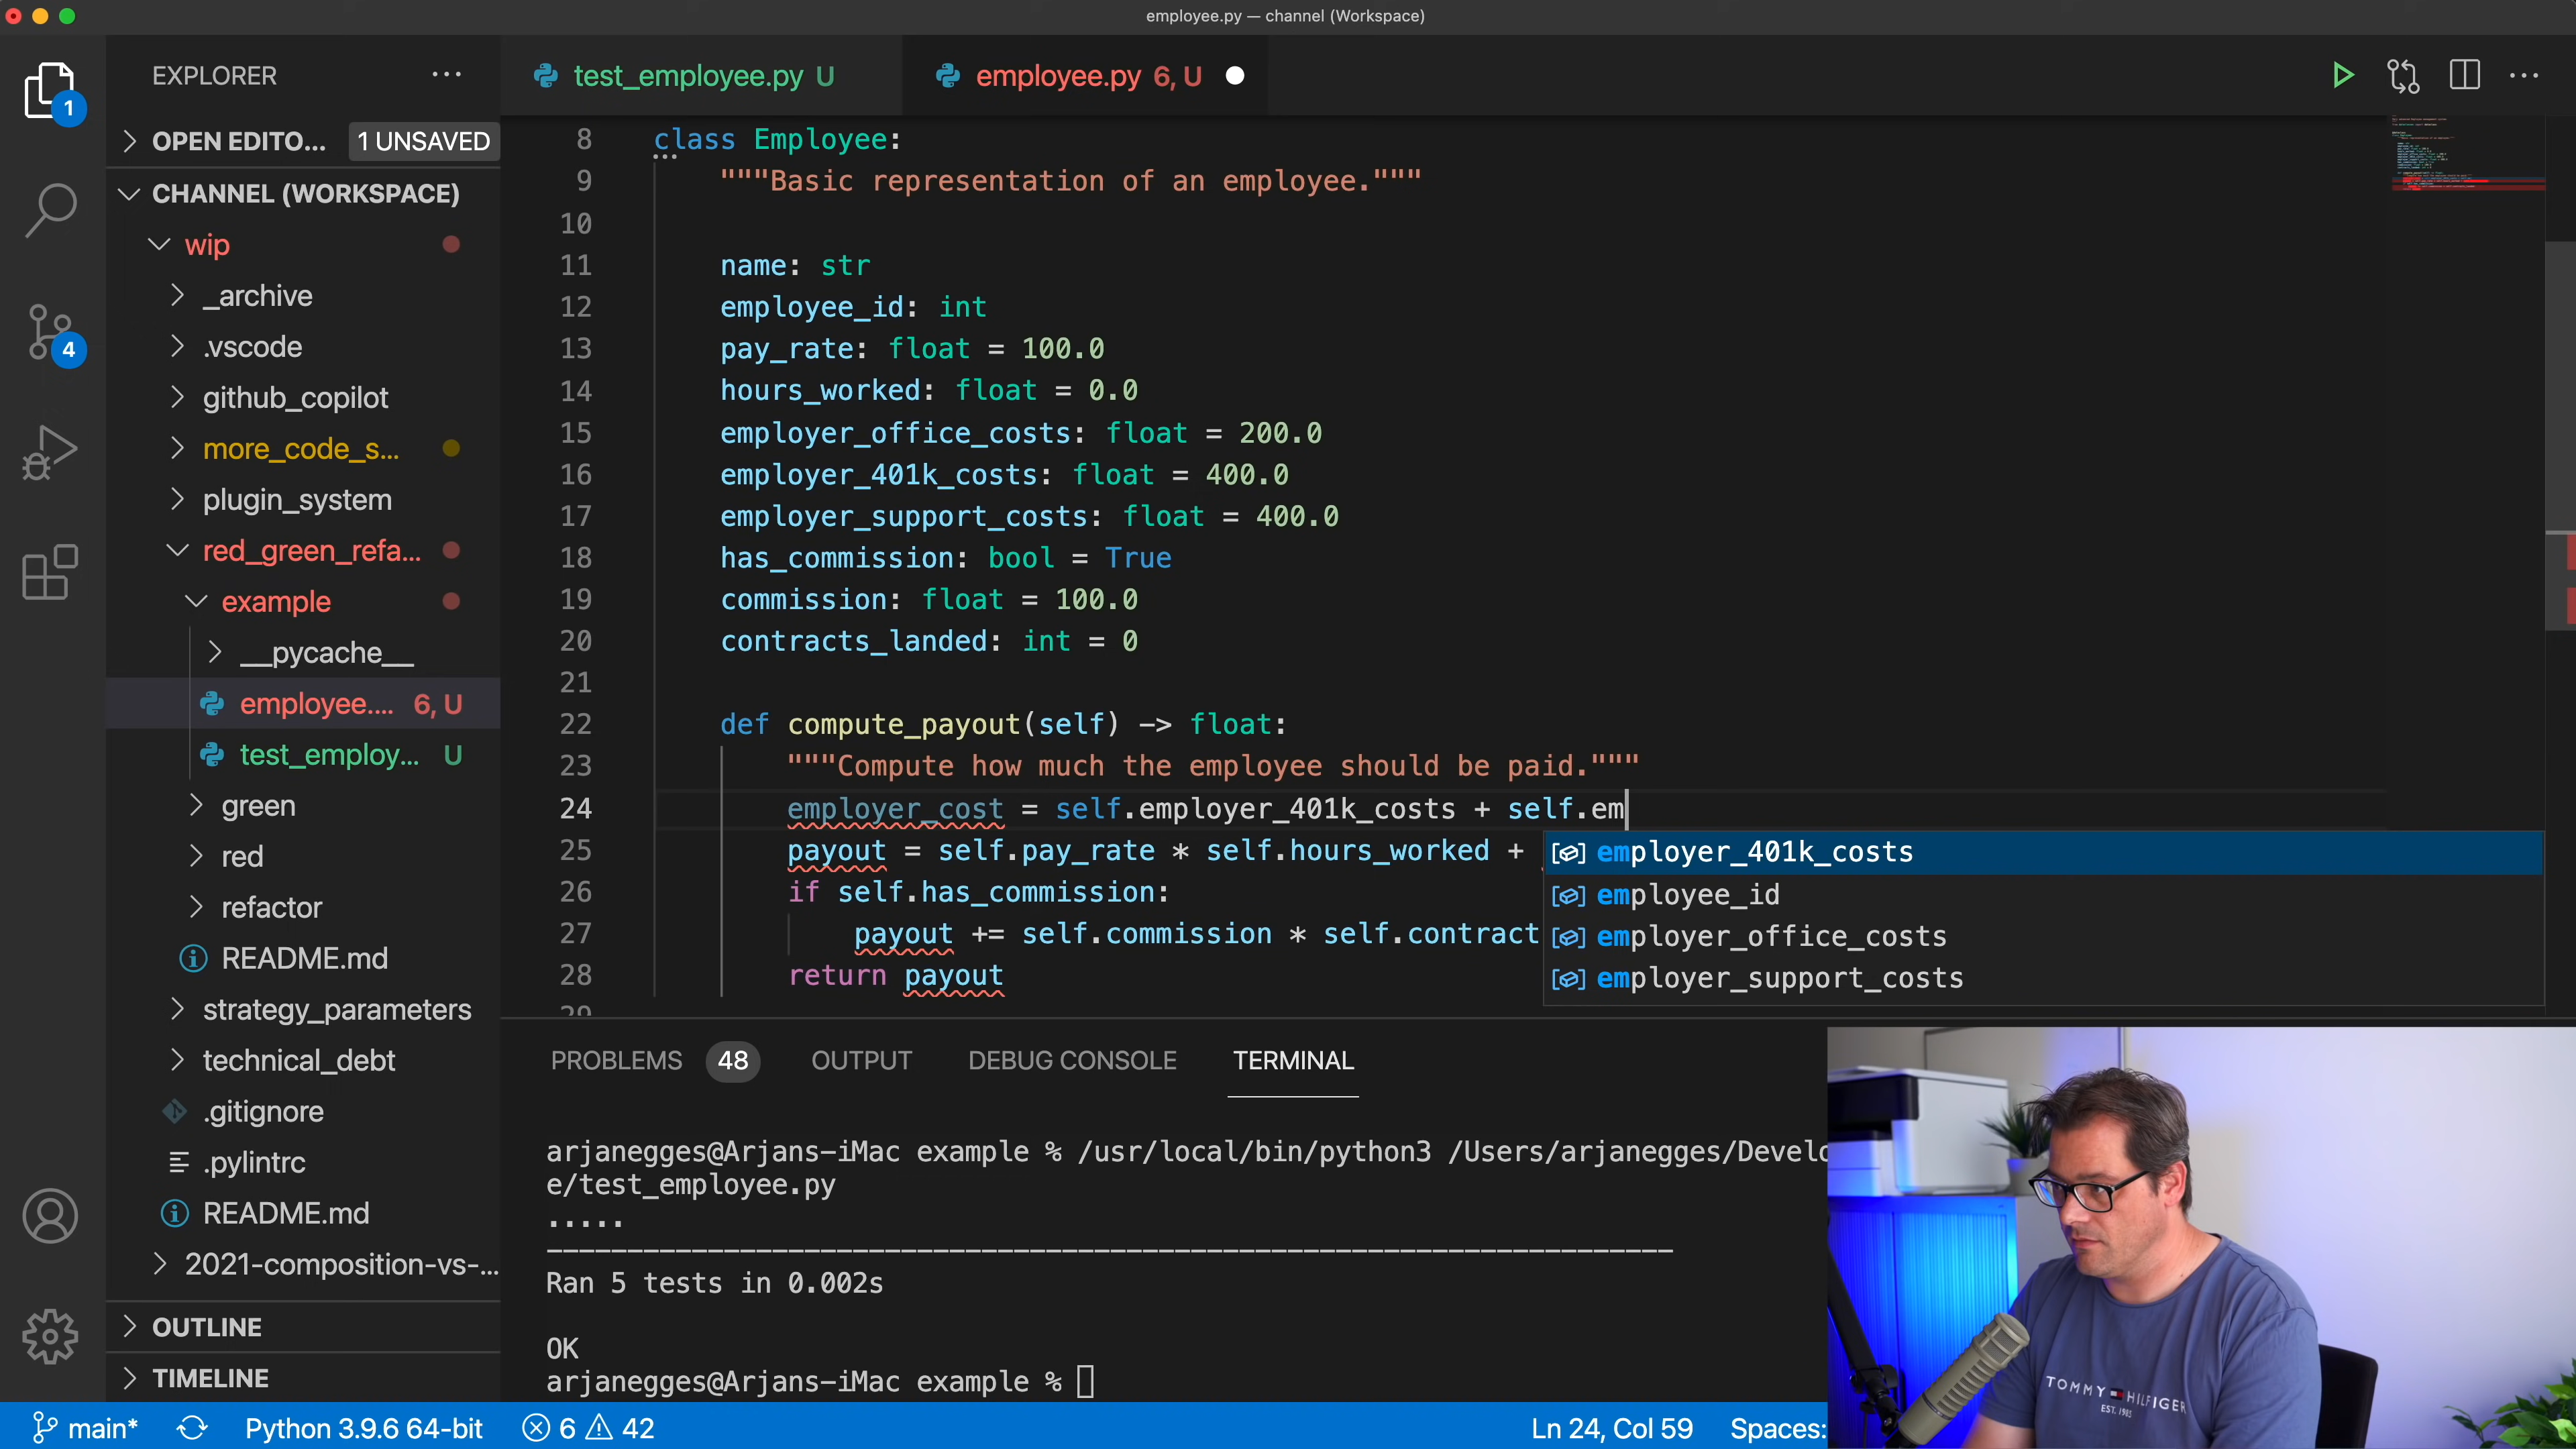 employee.py — channel (Workspace)
EXPLORER
test_employee.py U
employee.py 6, U
1
OPEN EDITO... 1 UNSAVED
CHANNEL (WORKSPACE)
wip
_archive
.vscode
github_copilot
more_code_s...
plugin_system
red_green_refa...
example
__pycache__
employee.... 6, U
test_employ... U
green
red
refactor
README.md
strategy_parameters
technical_debt
.gitignore
.pylintrc
README.md
2021-composition-vs-...
OUTLINE
TIMELINE
4
8 class Employee:
9 """Basic representation of an employee."""
10
11 name: str
12 employee_id: int
13 pay_rate: float = 100.0
14 hours_worked: float = 0.0
15 employer_office_costs: float = 200.0
16 employer_401k_costs: float = 400.0
17 employer_support_costs: float = 400.0
18 has_commission: bool = True
19 commission: float = 100.0
20 contracts_landed: int = 0
21
22 def compute_payout(self) -> float:
23 """Compute how much the employee should be paid."""
24 employer_cost = self.employer_401k_costs + self.em
25 payout = self.pay_rate * self.hours_worked +
26 if self.has_commission:
27 payout += self.commission * self.contract
28 return payout
29
employer_401k_costs
employee_id
employer_office_costs
employer_support_costs
PROBLEMS 48 OUTPUT DEBUG CONSOLE TERMINAL
arjanegges@Arjans-iMac example % /usr/local/bin/python3 /Users/arjanegges/Develo
e/test_employee.py
.....
----------------------------------------------------------------------
Ran 5 tests in 0.002s
OK
arjanegges@Arjans-iMac example %
TOMMY HILFIGER
EST. 1985
main* Python 3.9.6 64-bit 6 42 Ln 24, Col 59 Spaces: